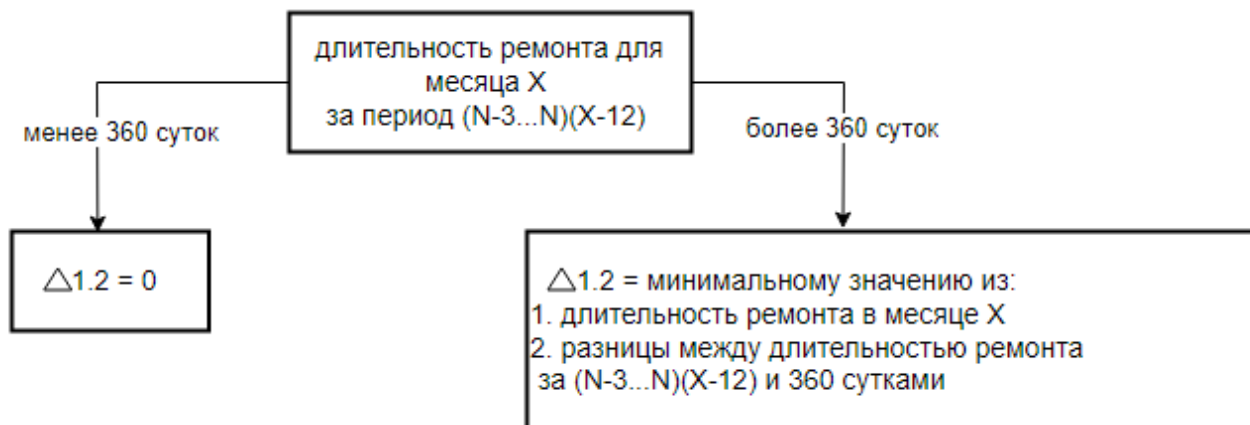 длительность ремонта для
месяца X
за период (N-3...N)(X-12)
менее 360 суток
более 360 суток
△1.2 = 0
△1.2 = минимальному значению из:
1. длительность ремонта в месяце X
2. разницы между длительностью ремонта
за (N-3...N)(X-12) и 360 сутками